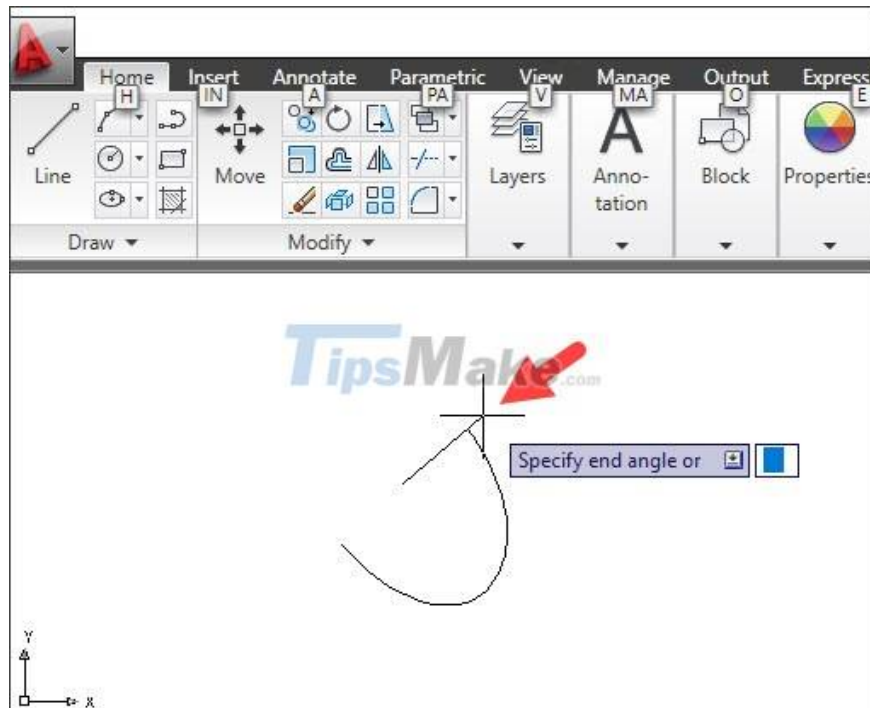 Home Insert Annotate Parametric View Manage Output Express
H IN A PA V MA O E
Line Move Layers Anno-tation Block Properties
Draw Modify
TipsMake.com
Specify end angle or
Y
X